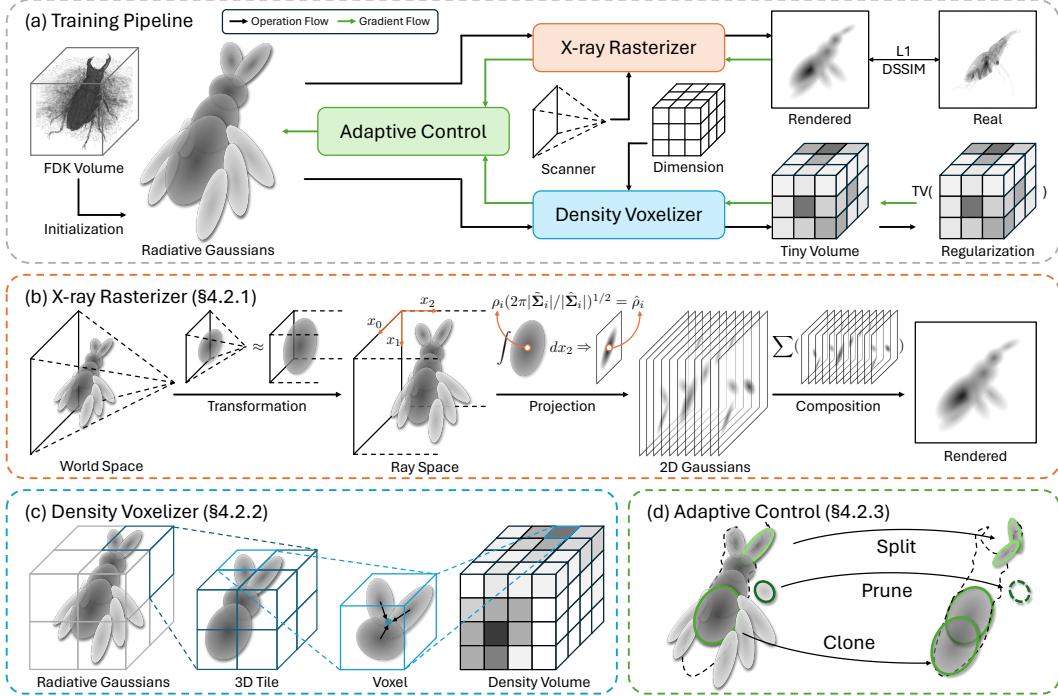 (a) Training Pipeline
Operation Flow
Gradient Flow
FDK Volume
Initialization
Radiative Gaussians
X-ray Rasterizer
Adaptive Control
Scanner
Dimension
Density Voxelizer
Rendered
L1
DSSIM
Real
Tiny Volume
TV( )
Regularization
(b) X-ray Rasterizer (§4.2.1)
World Space
≈
Transformation
x₀
x₁
x₂
Ray Space
ρᵢ(2π|Σ̃ᵢ|/|Σ̂ᵢ|)^{1/2} = ρ̂ᵢ
∫ dx₂ ⇒
Projection
2D Gaussians
∑( )
Composition
Rendered
(c) Density Voxelizer (§4.2.2)
Radiative Gaussians
3D Tile
Voxel
Density Volume
(d) Adaptive Control (§4.2.3)
Split
Prune
Clone